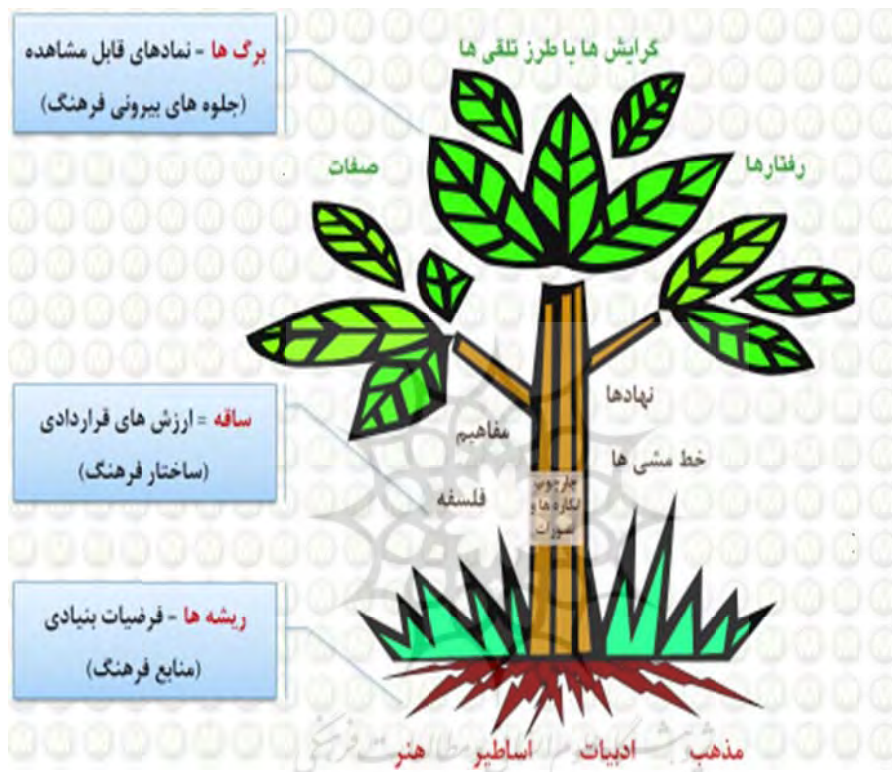 برگ ها - نمادهای قابل مشاهده
(جلوه های بیرونی فرهنگ)
گرایش ها با طرز تلقی ها
صفات
رفتارها
ساقه = ارزش های قراردادی
(ساختار فرهنگ)
نهادها
مفاهیم
خط مشی ها
فلسفه
چارچوب
انگاره ها و
تصورات
ریشه ها - فرضیات بنیادی
(منابع فرهنگ)
مذهب ادبیات اساطیر هنر